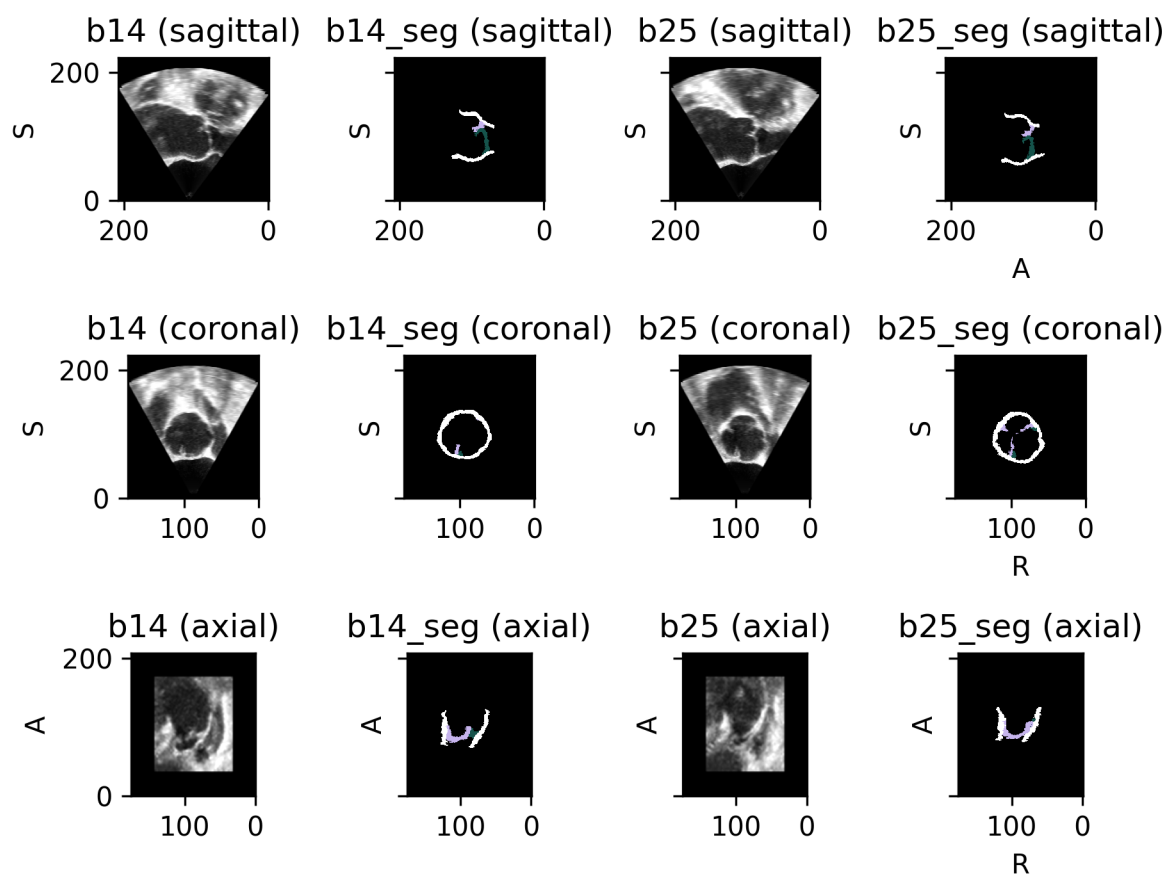 b14 (sagittal) b14_seg (sagittal) b25 (sagittal) b25_seg (sagittal)
200
S S S S
0
200 0 200 0 200 0 200 0
A
b14 (coronal) b14_seg (coronal) b25 (coronal) b25_seg (coronal)
200
S S S S
0
100 0 100 0 100 0 100 0
R
b14 (axial) b14_seg (axial) b25 (axial) b25_seg (axial)
200
A A A A
0
100 0 100 0 100 0 100 0
R